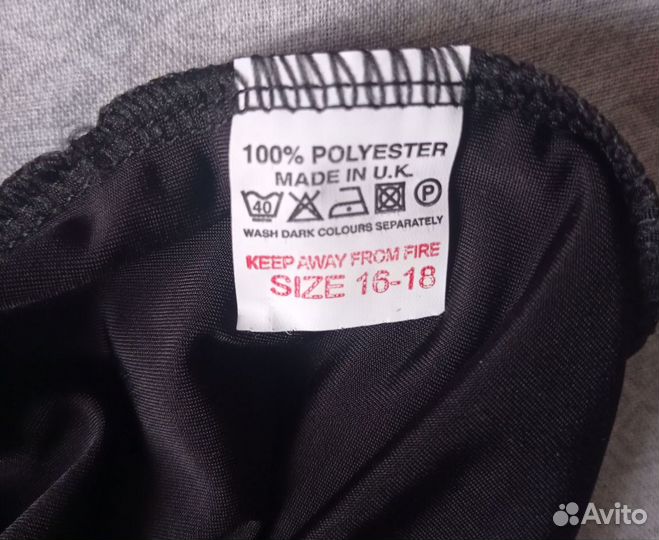 100% POLYESTER
MADE IN U.K.
40 P
WASH DARK COLOURS SEPARATELY
KEEP AWAY FROM FIRE
SIZE 16-18
Avito